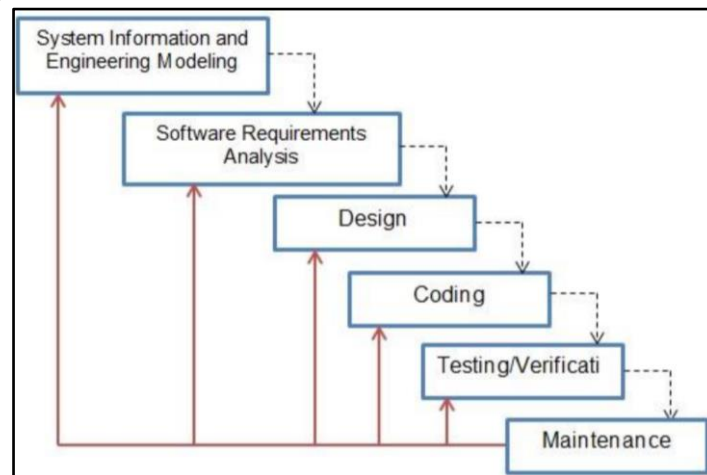 System Information and
Engineering Modeling
Software Requirements
Analysis
Design
Coding
Testing/Verificati
Maintenance